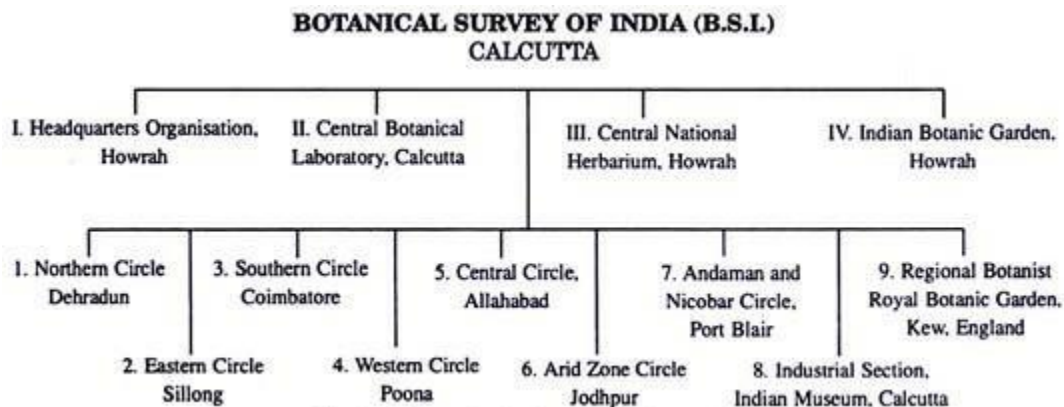 BOTANICAL SURVEY OF INDIA (B.S.I.)
CALCUTTA
I. Headquarters Organisation,
Howrah
II. Central Botanical
Laboratory, Calcutta
III. Central National
Herbarium, Howrah
IV. Indian Botanic Garden,
Howrah
1. Northern Circle
Dehradun
2. Eastern Circle
Sillong
3. Southern Circle
Coimbatore
4. Western Circle
Poona
5. Central Circle,
Allahabad
6. Arid Zone Circle
Jodhpur
7. Andaman and
Nicobar Circle,
Port Blair
8. Industrial Section,
Indian Museum, Calcutta
9. Regional Botanist
Royal Botanic Garden,
Kew, England